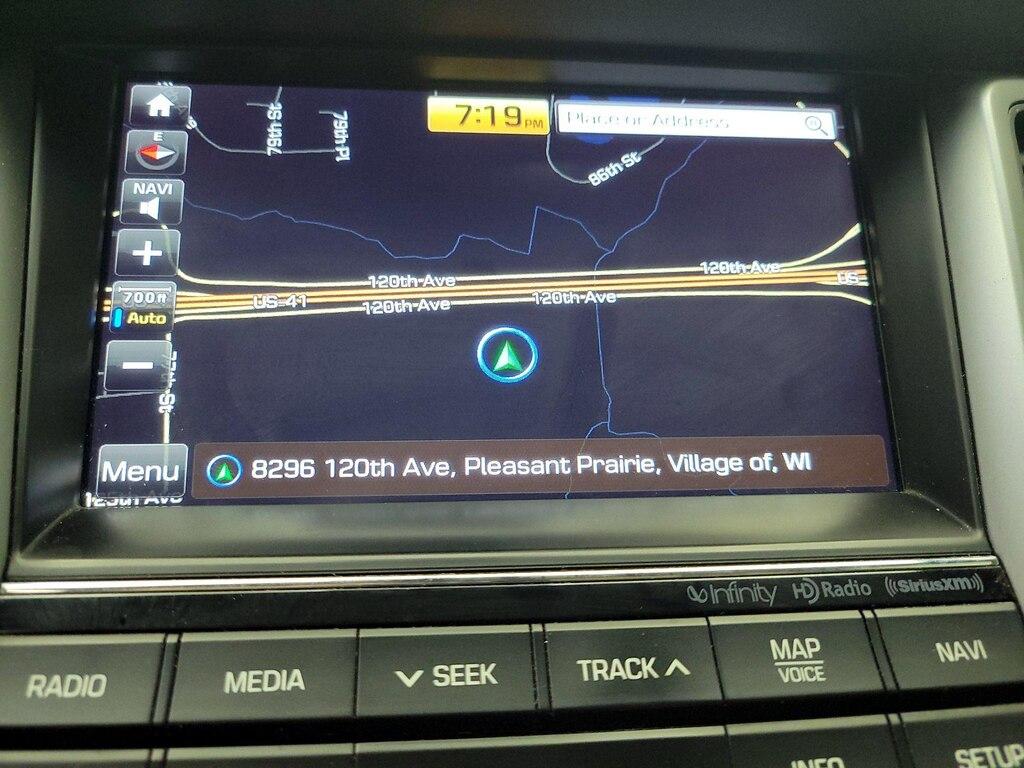 7:19 PM
Place or Address
79th St
79th Pl
86th St
E
NAVI
700ft
Auto
120th Ave
120th Ave
US-41
120th Ave
120th Ave
US
Menu
8296 120th Ave, Pleasant Prairie, Village of, WI
Infinity
HD Radio
((SiriusXM))
RADIO
MEDIA
SEEK
TRACK
MAP
VOICE
NAVI
INFO
SETUP